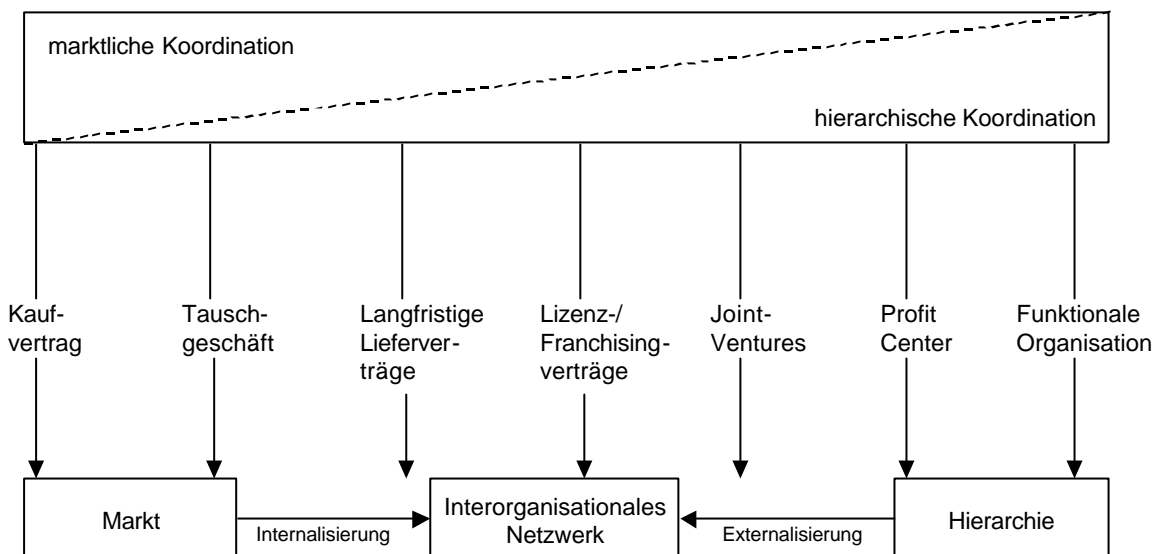 marktliche Koordination
hierarchische Koordination
Kauf-
vertrag
Tausch-
geschäft
Langfristige
Lieferver-
träge
Lizenz-/
Franchising-
verträge
Joint-
Ventures
Profit
Center
Funktionale
Organisation
Markt
Internalisierung
Interorganisationales
Netzwerk
Externalisierung
Hierarchie